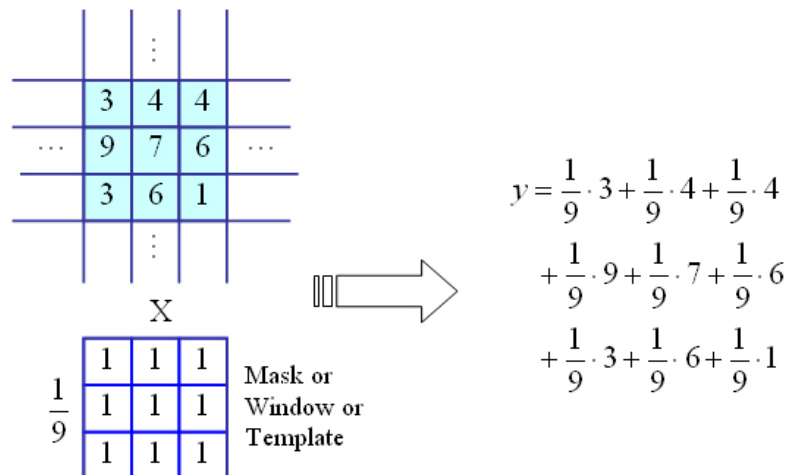 ⋮
3 4 4
⋯ 9 7 6 ⋯
3 6 1
⋮
X
1 1 1
1/9 1 1 1
1 1 1
Mask or
Window or
Template
y = 1/9 · 3 + 1/9 · 4 + 1/9 · 4
+ 1/9 · 9 + 1/9 · 7 + 1/9 · 6
+ 1/9 · 3 + 1/9 · 6 + 1/9 · 1